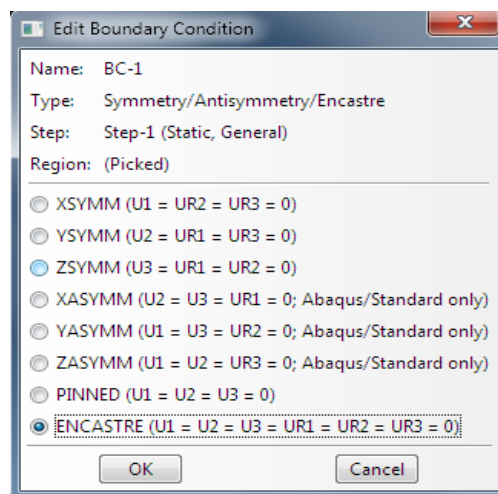 Edit Boundary Condition
Name: BC-1
Type: Symmetry/Antisymmetry/Encastre
Step: Step-1 (Static, General)
Region: (Picked)
XSYMM (U1 = UR2 = UR3 = 0)
YSYMM (U2 = UR1 = UR3 = 0)
ZSYMM (U3 = UR1 = UR2 = 0)
XASYMM (U2 = U3 = UR1 = 0; Abaqus/Standard only)
YASYMM (U1 = U3 = UR2 = 0; Abaqus/Standard only)
ZASYMM (U1 = U2 = UR3 = 0; Abaqus/Standard only)
PINNED (U1 = U2 = U3 = 0)
ENCASTRE (U1 = U2 = U3 = UR1 = UR2 = UR3 = 0)
OK Cancel